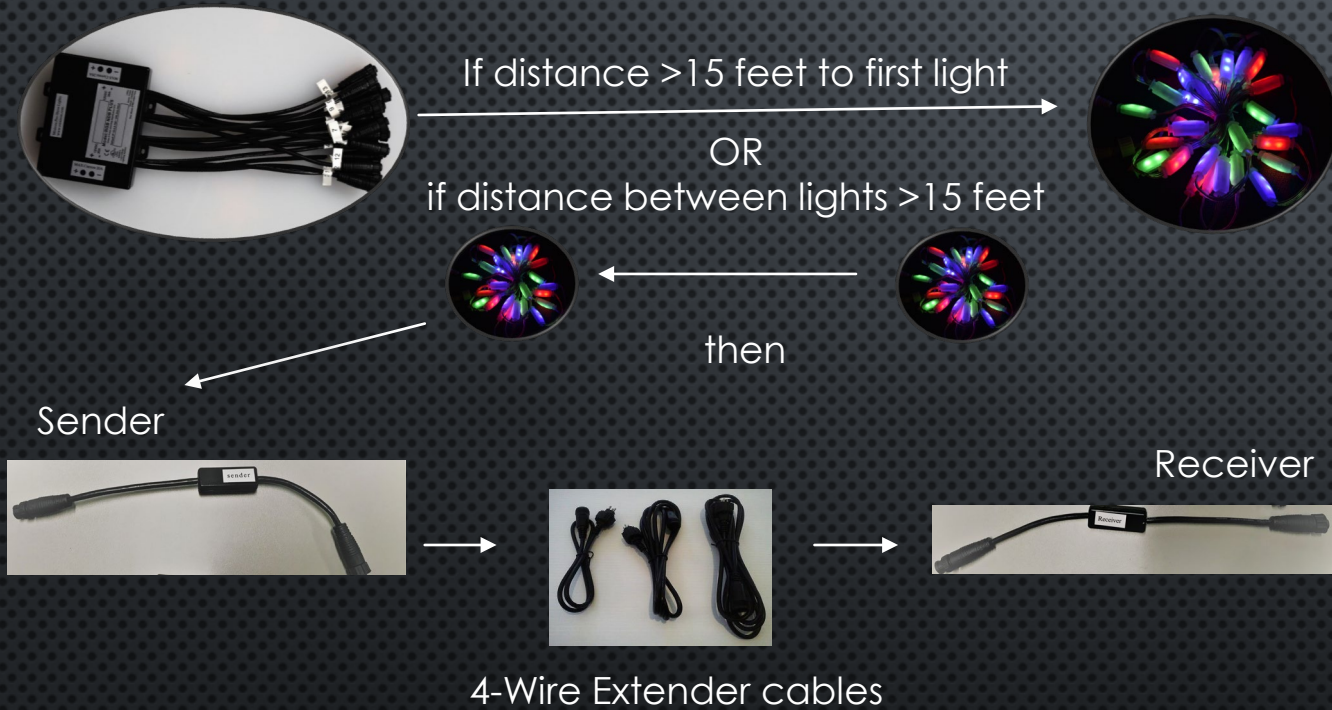 If distance >15 feet to first light
OR
if distance between lights >15 feet
then
Sender
sender
Receiver
Receiver
4-Wire Extender cables
12